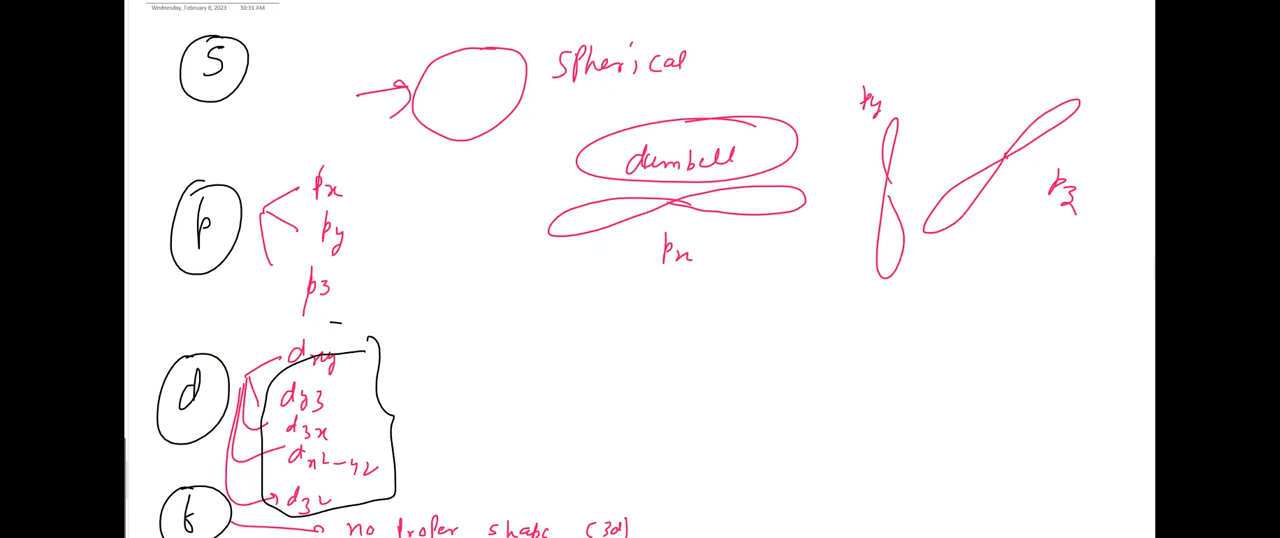 Wednesday, February 8, 2023 10:31 AM
S spherical
dumbell
px
py
pz
p px
py
pz
d dxy
dyz
dzx
dx2-y2
dz2
f no proper shape (3d)